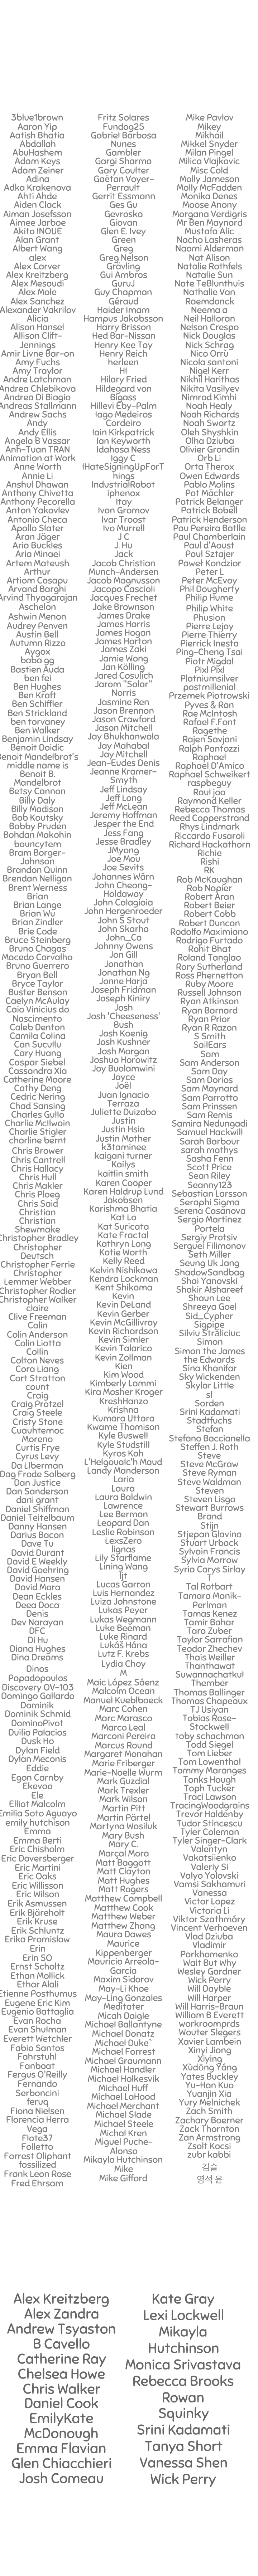 3blue1brown
Aaron Yip
Aatish Bhatia
Abdallah
AbuHashem
Adam Keys
Adam Zeiner
Adina
Adka Krakenova
Ahti Ahde
Aiden Clack
Aiman Josefsson
Aimee Jarboe
Akito INOUE
Alan Grant
Albert Wang
alex
Alex Carver
Alex Kreitzberg
Alex Mesoudi
Alex Mole
Alex Sanchez
Alexander Vakrilov
Alicia
Alison Hansel
Allison Clift-
Jennings
Amir Livne Bar-on
Amy Fuchs
Amy Traylor
Andre Latchman
Andrea Chlebikova
Andrea Di Biagio
Andreas Stallmann
Andrew Sachs
Andy
Andy Ellis
Angela B Vassar
Anh-Tuan TRAN
Animation at Work
Anne Worth
Annie Li
Anshul Dhawan
Anthony Chivetta
Anthony Pecorella
Anton Yakovlev
Antonio Checa
Apollo Slater
Aran Jäger
Aria Buckles
Aria Minaei
Artem Mateush
Arthur
Artiom Casapu
Arvand Barghi
Arvind Thyagarajan
Aschelon
Ashwin Menon
Audrey Penven
Austin Bell
Autumn Rizzo
Aygox
baba gg
Bastien Auda
ben fei
Ben Hughes
Ben Kraft
Ben Schiffler
Ben Strickland
ben torvaney
Ben Walker
Benjamin Lindsay
Benoit Doidic
Benoit Mandelbrot's
middle name is
Benoit B.
Mandelbrot
Betsy Cannon
Billy Daly
Billy Madison
Bob Koutsky
Bobby Pruden
Bohdan Makohin
bouncytem
Bram Borger-
Johnson
Brandon Quinn
Brendan Nelligan
Brent Werness
Brian
Brian Lange
Brian Wu
Brian Zindler
Brie Code
Bruce Steinberg
Bruno Chagas
Macedo Carvalho
Bruno Guerrero
Bryan Bell
Bryce Taylor
Buster Benson
Caelyn McAulay
Caio Vinicius do
Nascimento
Caleb Denton
Camila Colina
Can Sucullu
Cary Huang
Caspar Siebel
Cassandra Xia
Catherine Moore
Cathy Deng
Cedric Nering
Chad Sansing
Charles Gullo
Charlie McIlwain
Charlie Stigler
charline bernt
Chris Brower
Chris Cantrell
Chris Hallacy
Chris Hull
Chris Maker
Chris Ploeg
Chris Said
Christian
Christian
Shewmake
Christopher Bradley
Christopher
Deutsch
Christopher Ferrie
Christopher
Lemmer Webber
Christopher Rodier
Christopher Walker
claire
Clive Freeman
Colin
Colin Anderson
Colin Liotta
Collin
Colton Neves
Cora Liang
Cort Stratton
count
Craig
Craig Prötzel
Craig Steele
Cristy Stone
Cuauhtemoc
Moreno
Curtis Frye
Cyrus Levy
Da Liberman
Dag Frode Solberg
Dan Justice
Dan Sanderson
dani grant
Daniel Shiffman
Daniel Teitelbaum
Danny Hansen
Darius Bacon
Dave Tu
David Durant
David E Weekly
David Goehring
David Hansen
David Mora
Dean Eckles
Deea Doca
Denis
Dev Narayan
DFC
Di Hu
Diana Hughes
Dina Dreams
Dinos
Papadopoulos
Discovery OV-103
Domingo Gallardo
Dominik
Dominik Schmid
DominoPivot
Duilio Palacios
Dusk Ho
Dylan Field
Dylan Meconis
Eddie
Egan Cornby
Ekevoo
Ele
Elliot Malcolm
Emilia Soto Aguayo
emily hutchison
Emma
Emma Berti
Eric Chisholm
Eric Doversberger
Eric Martini
Eric Oaks
Eric Willisson
Eric Wilson
Erik Asmussen
Erik Bjäreholt
Erik Kruse
Erik Schluntz
Erika Promislow
Erin
Erin SO
Ernst Scholtz
Ethan Mollick
Ethar Alali
Etienne Posthumus
Eugene Eric Kim
Eugenio Battaglia
Evan Rocha
Evan Shulman
Everett Wetchler
Fabio Santos
Fahrstuhl
Fanboat
Fergus O'Reilly
Fernando
Serboncini
ferug
Fiona Nielsen
Florencia Herra
Vega
Flote37
Folletto
Forrest Oliphant
fossilized
Frank Leon Rose
Fred Ehrsam
Fritz Solares
Fundog25
Gabriel Barbosa
Nunes
Gambler
Gargi Sharma
Gary Coulter
Gaëtan Voyer-
Perrault
Gerrit Essmann
Ges Gu
Gevroska
Giovan
Glen E. Ivey
Green
Greg
Greg Nelson
Grävling
Gui Ambros
GuruJ
Guy Chapman
Géraud
Haider Imam
Hampus Jakobsson
Harry Brisson
Hed Bar-Nissan
Henry Kee Tay
Henry Reich
herleen
HI
Hilary Fried
Hildegard von
Bigass
Hillevi Eby-Palm
Iago Medeiros
Cordeiro
Iain Kirkpatrick
Ian Keyworth
Idahosa Ness
Iggy C
IHateSigningUpForT
hings
IndustrialRobot
iphenox
Itay
Ivan Gromov
Ivar Troost
Ivo Murrell
J C
J. Hu
Jack
Jacob Christian
Munch-Andersen
Jacob Magnusson
Jacopo Cascioli
Jacques Frechet
Jake Brownson
James Drake
James Harris
James Hogan
James Horton
James Zaki
Jamie Wong
Jan Kölling
Jared Cosulich
Jarom "Solar"
Norris
Jasmine Ren
Jason Brennan
Jason Crawford
Jason Mitchell
Jay Bhukhanwala
Jay Mahabal
Jay Mitchell
Jean-Eudes Denis
Jeanne Kramer-
Smyth
Jeff Lindsay
Jeff Long
Jeff McLean
Jeremy Hoffman
Jesper the End
Jess Fang
Jesse Bradley
JMyong
Joe Mou
Joe Sevits
Johannes Wärn
John Cheong-
Holdaway
John Colagioia
John Hergenroeder
John S Stout
John Skarha
John_Ca
Johnny Owens
Jon Gill
Jonathan
Jonathan Ng
Jonne Harja
Joseph Fridman
Joseph Kiniry
Josh
Josh 'Cheeseness'
Bush
Josh Koenig
Josh Kushner
Josh Morgan
Joshua Horowitz
Joy Buolamwini
Joyce
Joël
Juan Ignacio
Terraza
Juliette Duizabo
Justin
Justin Hsia
Justin Mather
k3taminee
kaigani turner
Kailys
kaitlin smith
Karen Cooper
Karen Haldrup Lund
Jakobsen
Karishma Bhatia
Kat Lo
Kat Suricata
Kate Fractal
Kathryn Long
Katie Worth
Kelly Reed
Kelvin Nishikawa
Kendra Lockman
Kent Shikama
Kevin
Kevin DeLand
Kevin Gerber
Kevin McGillivray
Kevin Richardson
Kevin Simler
Kevin Talarico
Kevin Zollman
Kien
Kim Wood
Kimberly Lammi
Kira Mosher Kroger
KreshHanzo
Krishna
Kumara Uttara
Kwame Thomison
Kyle Buswell
Kyle Studstill
Kyros Koh
L'Helgoualc'h Maud
Landy Manderson
Laria
Laura
Laura Baldwin
Lawrence
Lee Berman
Leopard Dan
Leslie Robinson
LexsZero
lignas
Lily Starflame
Lining Wang
ljt
Lucas Garron
Luis Hernandez
Luiza Johnstone
Lukas Peyer
Lukas Wegmann
Luke Beeman
Luke Rinard
Lukáš Hána
Lutz F. Krebs
Lydia Choy
M
Maic López Sáenz
Malcolm Ocean
Manuel Kueblboeck
Marc Cohen
Marc Marasco
Marco Leal
Marconi Pereira
Marcus Round
Margaret Monahan
Marie Friberger
Marie-Noelle Wurm
Mark Guzdial
Mark Trexler
Mark Wilson
Martin Pitt
Martin Pärtel
Martyna Wasiluk
Mary Bush
Mary C.
Marçal Mora
Matt Baggott
Matt Clayton
Matt Hughes
Matt Rogers
Matthew Campbell
Matthew Cook
Matthew Weber
Matthew Zhang
Maura Dawes
Maurice
Kippenberger
Mauricio Arreola-
Garcia
Maxim Sidorov
May-Li Khoe
May-Ling Gonzales
Meditater
Micah Daigle
Michael Ballantyne
Michael Donatz
Michael Duke`
Michael Forrest
Michael Graumann
Michael Handler
Michael Holkesvik
Michael Huff
Michael LaHood
Michael Merchant
Michael Slade
Michael Steele
Michal Kren
Miguel Puche-
Alonso
Mikayla Hutchinson
Mike
Mike Gifford
Mike Pavlov
Mikey
Mikhail
Mikkel Snyder
Milan Pingel
Milica Vlajkovic
Misc Cold
Molly Jameson
Molly McFadden
Monika Denes
Moose Anony
Morgana Verdigris
Mr Ben Maynard
Mustafa Alic
Nacha Lasheras
Naomi Alderman
Nat Alison
Natalie Rothfels
Natalie Sun
Nate TeBlunthuis
Nathalie Van
Raemdonck
Neema a
Neil Halloran
Nelson Crespo
Nick Douglas
Nick Schrag
Nico Orrù
Nicola santoni
Nigel Kerr
Nikhil Harithas
Nikita Vasilyev
Nimrod Kimhi
Noah Healy
Noah Richards
Noah Swartz
Oleh Shyshkin
Olha Dziuba
Olivier Grondin
Orb Li
Orta Therox
Owen Edwards
Pablo Molins
Pat Mächler
Patrick Belanger
Patrick Bobell
Patrick Henderson
Pau Pereira Batlle
Paul Chamberlain
Paul d'Aoust
Paul Sztajer
Paweł Kondzior
Peter L
Peter McEvoy
Phil Dougherty
Philip Hume
Philip White
Phusion
Pierre Lejay
Pierre Thierry
Pierrick Inesta
Ping-Cheng Tsai
Piotr Migdal
Pixl Pixl
Platniumsilver
postmillenial
Przemek Piotrowski
Pyves & Ran
Rae McIntosh
Rafael F.Font
Ragethe
Rajen Savjani
Ralph Pantozzi
Raphael
Raphael D'Amico
Raphael Schweikert
raspbeguy
Raul joo
Raymond Keller
Rebecca Thomas
Reed Copperstrand
Rhys Lindmark
Riccardo Fusaroli
Richard Hackathorn
Richie
Rishi
RK
Rob McKaughan
Rob Napier
Robert Aran
Robert Beier
Robert Cobb
Robert Duncan
Rodolfo Maximiano
Rodrigo Furtado
Rohit Bhat
Roland Tanglao
Rory Sutherland
Ross Phernetton
Ruby Moore
Russell Johnson
Ryan Atkinson
Ryan Barnard
Ryan Prior
Ryan R Razon
S Smith
SailEars
Sam
Sam Anderson
Sam Day
Sam Dorios
Sam Maynard
Sam Parrotto
Sam Prinssen
Sam Remis
Samira Nedungadi
Samuel Hackwill
Sarah Barbour
sarah mathys
Sasha Fenn
Scott Price
Sean Riley
Seanny123
Sebastian Larsson
Seraphi Sigma
Serena Casanova
Sergio Martinez
Portela
Sergiy Protsiv
Serguei Filimonov
Seth Miller
Seung Uk Jang
ShadowSandbag
Shai Yanovski
Shakir Alshareef
Shaun Lee
Shreeya Goel
Sid_Cypher
Sigpipe
Silviu Străliciuc
Simon
Simon the James
the Edwards
Sina Khanifar
Sky Wickenden
Skylar Little
sl
Sorden
Srini Kadamati
Stadtfuchs
Stefan
Stefano Bacciarella
Steffen J. Roth
Steve
Steve McGraw
Steve Ryman
Steve Waldman
Steven
Steven Lisgo
Stewart Burrows
Brand
Stijn
Stjepan Glavina
Stuart Urback
Sylvain Francis
Sylvia Morrow
Syria Carys Sirlay
T
Tal Rotbart
Tamara Manik-
Perlman
Tamas Kenez
Tamir Bahar
Tara Zuber
Taylor Sarrafian
Teodor Zhechev
Thais Weiller
Thanthawat
Suwannachatkul
Thember
Thomas Ballinger
Thomas Chapeaux
TJ Usiyan
Tobias Rose-
Stockwell
toby schachman
Todd Siegel
Tom Lieber
Tom Lowenthal
Tommy Maranges
Tonks Hough
Toph Tucker
Traci Lawson
TracingWoodgrains
Trevor Haldenby
Tudor Stincescu
Tyler Coleman
Tyler Singer-Clark
Valentyn
Vakatsiienko
Valeriy Si
Valyo Yolovski
Vamsi Sakhamuri
Vanessa
Victor Lopez
Victoria Li
Viktor Szathmáry
Vincent Verhoeven
Vlad Dziuba
Vladimir
Parkhomenko
Wait But Why
Wesley Gardner
Wick Perry
Will Dayble
Will Harper
Will Harris-Braun
William B Everett
workroomprds
Wouter Slegers
Xavier Lambein
Xinyi Jiang
Xiying
Xùdōng Yáng
Yates Buckley
Yu-Han Kuo
Yuanjin Xia
Yury Melnichek
Zach Smith
Zachary Boerner
Zack Thornton
Zan Armstrong
Zsolt Kocsi
zubr kabbi
김솔
영석 윤
Alex Kreitzberg
Alex Zandra
Andrew Tsyaston
B Cavello
Catherine Ray
Chelsea Howe
Chris Walker
Daniel Cook
EmilyKate
McDonough
Emma Flavian
Glen Chiacchieri
Josh Comeau
Kate Gray
Lexi Lockwell
Mikayla
Hutchinson
Monica Srivastava
Rebecca Brooks
Rowan
Squinky
Srini Kadamati
Tanya Short
Vanessa Shen
Wick Perry